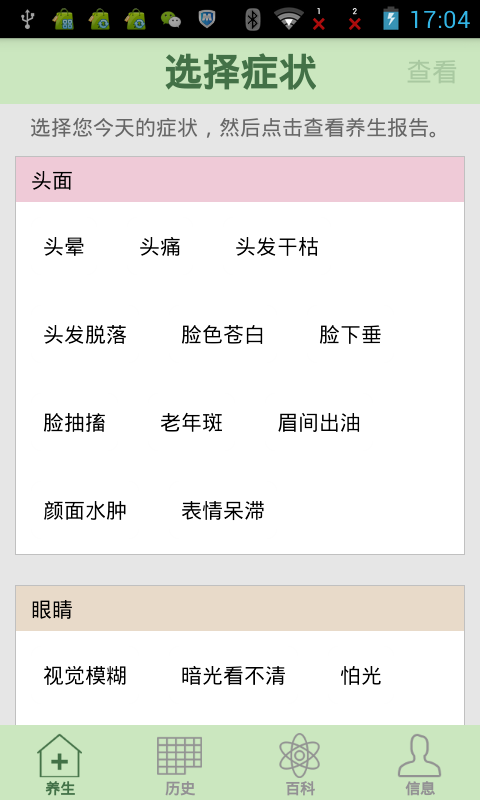 1 2 17:04
选择症状 查看
选择您今天的症状，然后点击查看养生报告。
头面
头晕 头痛 头发干枯
头发脱落 脸色苍白 脸下垂
脸抽搐 老年斑 眉间出油
颜面水肿 表情呆滞
眼睛
视觉模糊 暗光看不清 怕光
养生 历史 百科 信息